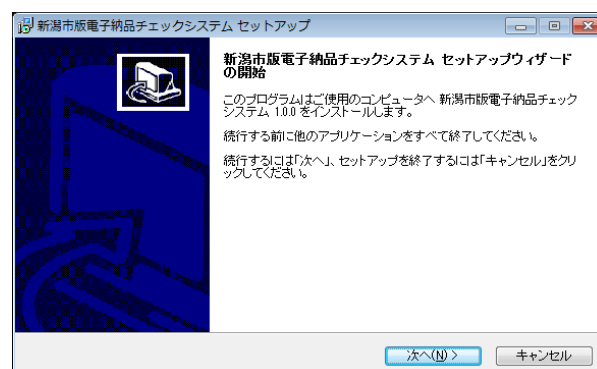 新潟市版電子納品チェックシステム セットアップ
新潟市版電子納品チェックシステム セットアップウィザード
の開始
このプログラムはご使用のコンピュータへ 新潟市版電子納品チェック
システム 1.0.0 をインストールします。
続行する前に他のアプリケーションをすべて終了してください。
続行するには「次へ」、セットアップを終了するには「キャンセル」をクリ
ックしてください。
次へ(N) >
キャンセル